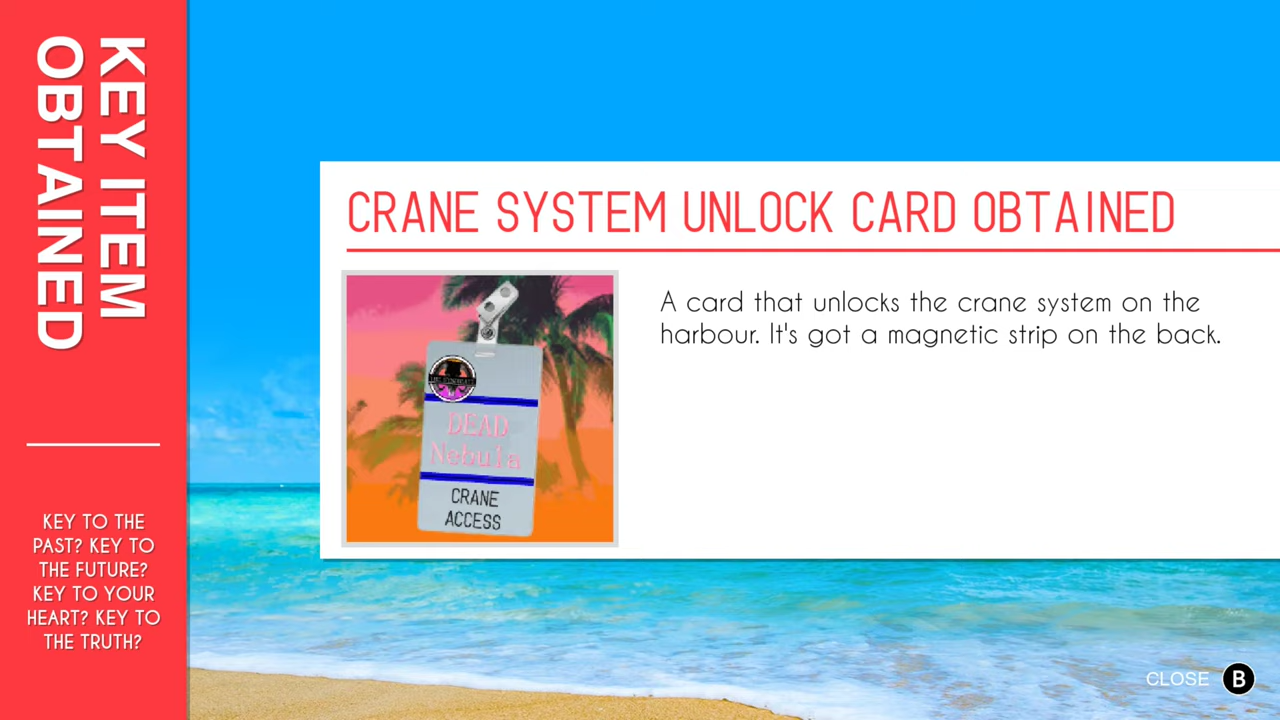 KEY ITEM
OBTAINED
KEY TO THE
PAST? KEY TO
THE FUTURE?
KEY TO YOUR
HEART? KEY TO
THE TRUTH?
CRANE SYSTEM UNLOCK CARD OBTAINED
DEAD
Nebula
CRANE
ACCESS
A card that unlocks the crane system on the
harbour. It's got a magnetic strip on the back.
CLOSE B